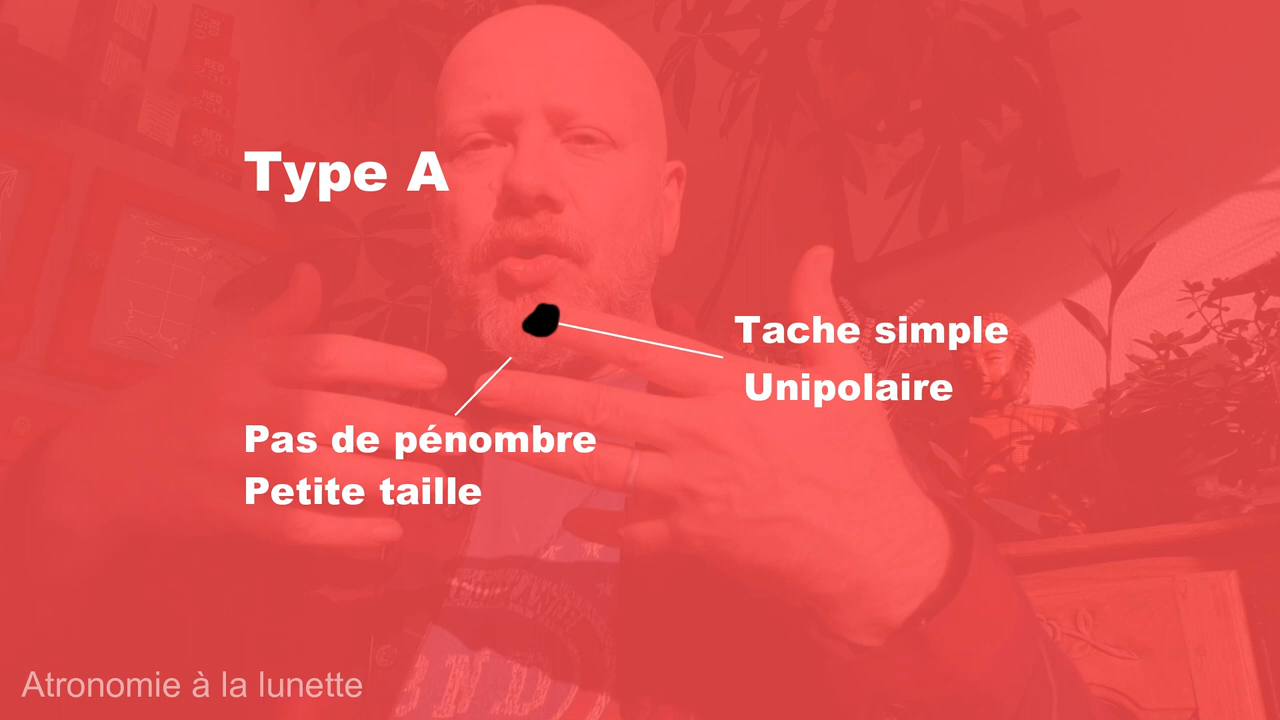 Type A
Tache simple
Unipolaire
Pas de pénombre
Petite taille
Atronomie à la lunette